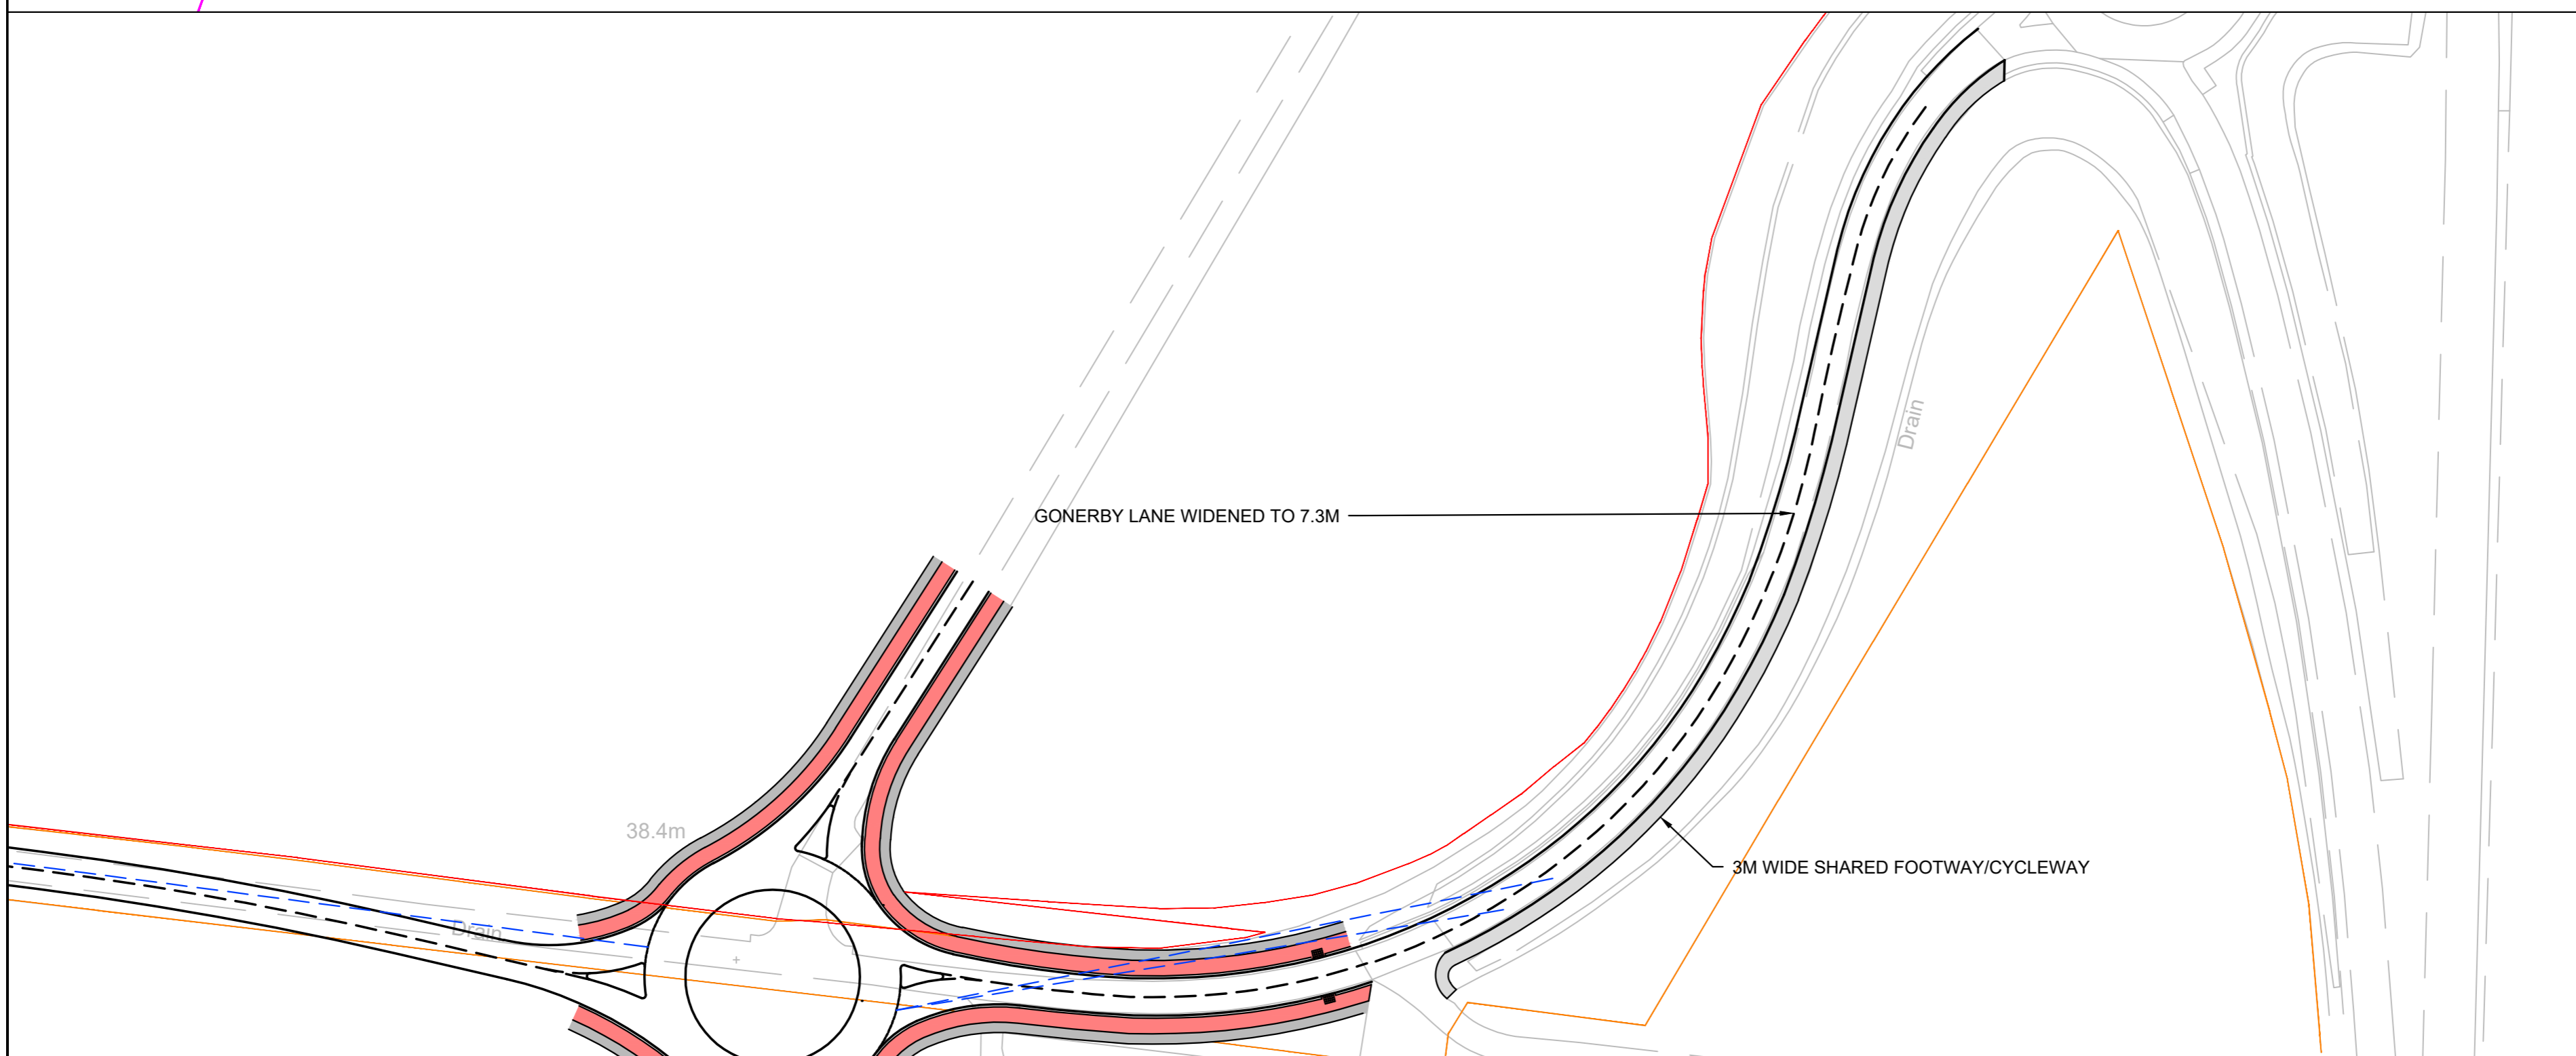 Drain
GONERBY LANE WIDENED TO 7.3M
38.4m
3M WIDE SHARED FOOTWAY/CYCLEWAY
Drain